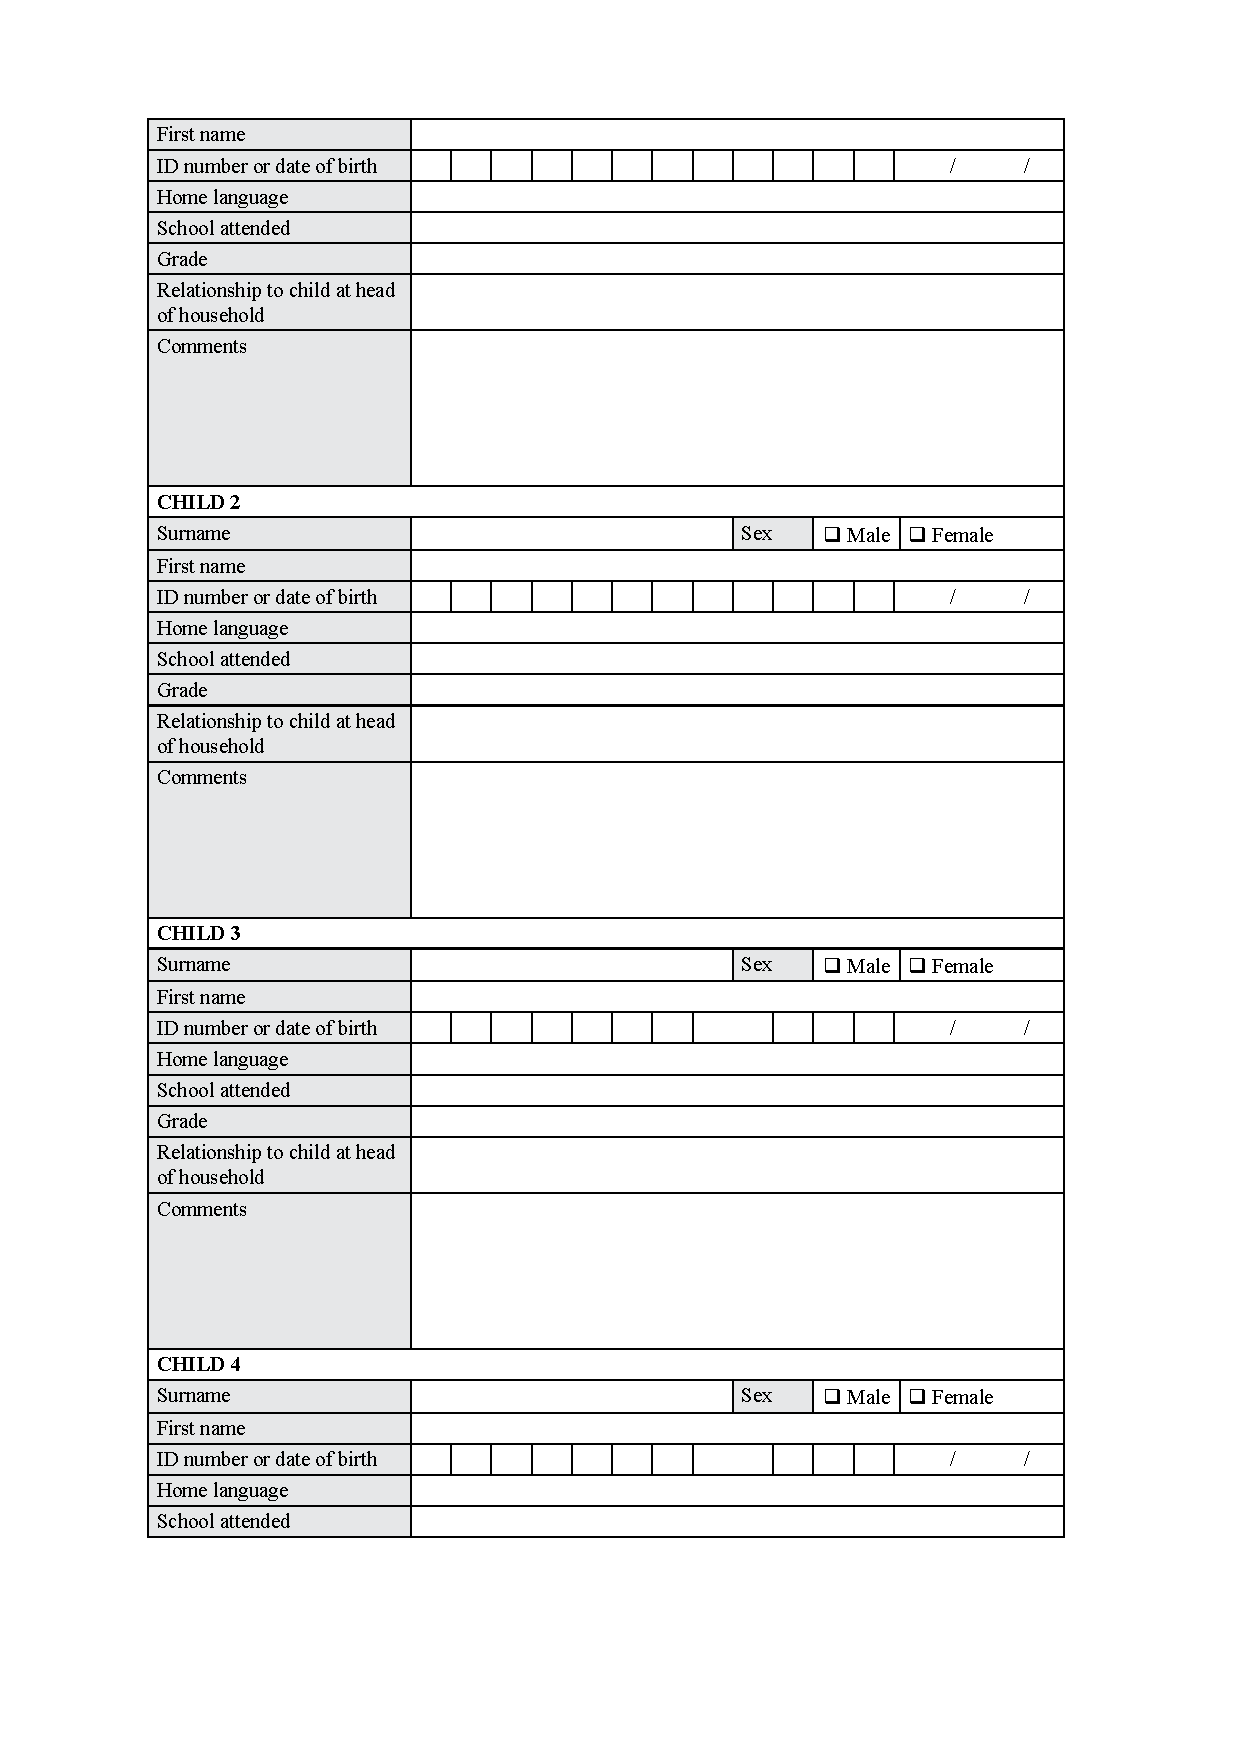 First name
ID number or date of birth / /
Home language
School attended
Grade
Relationship to child at head
of household
Comments
CHILD 2
Surname Sex ❑ Male ❑ Female
First name
ID number or date of birth / /
Home language
School attended
Grade
Relationship to child at head
of household
Comments
CHILD 3
Surname Sex ❑ Male ❑ Female
First name
ID number or date of birth / /
Home language
School attended
Grade
Relationship to child at head
of household
Comments
CHILD 4
Surname Sex ❑ Male ❑ Female
First name
ID number or date of birth / /
Home language
School attended